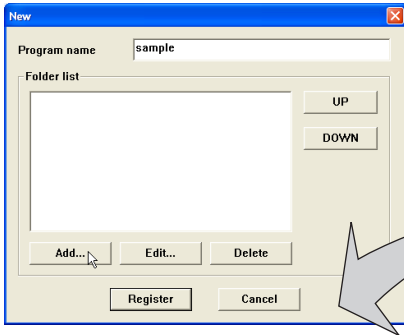 New
Program name sample
Folder list
UP
DOWN
Add... Edit... Delete
Register Cancel